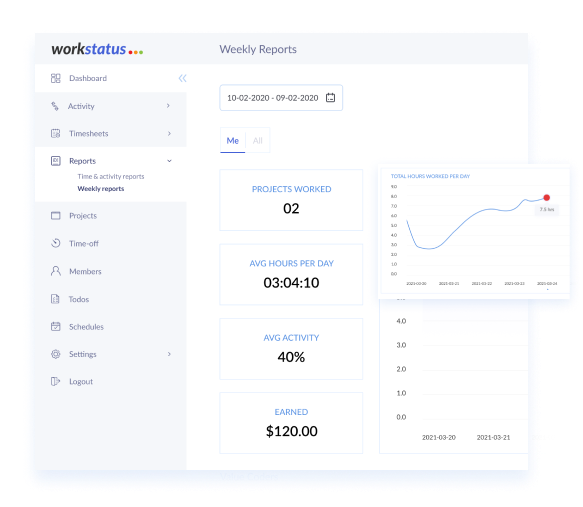 workstatus
Weekly Reports
Dashboard
10-02-2020 - 09-02-2020
Activity
Timesheets
Me
All
Reports
Time & activity reports
Weekly reports
Projects
Time-off
Members
Todos
Schedules
Settings
Logout
PROJECTS WORKED
02
AVG HOURS PER DAY
03:04:10
AVG ACTIVITY
40%
EARNED
$120.00
TOTAL HOURS WORKED PER DAY
9.0
8.0
7.0
6.0
5.0
4.0
3.0
2.0
1.0
0.0
7.5 hrs
2021-03-20 2021-03-21 2021-03-22 2021-03-23 2021-03-24
4.0
3.0
2.0
1.0
0.0
2021-03-20 2021-03-21